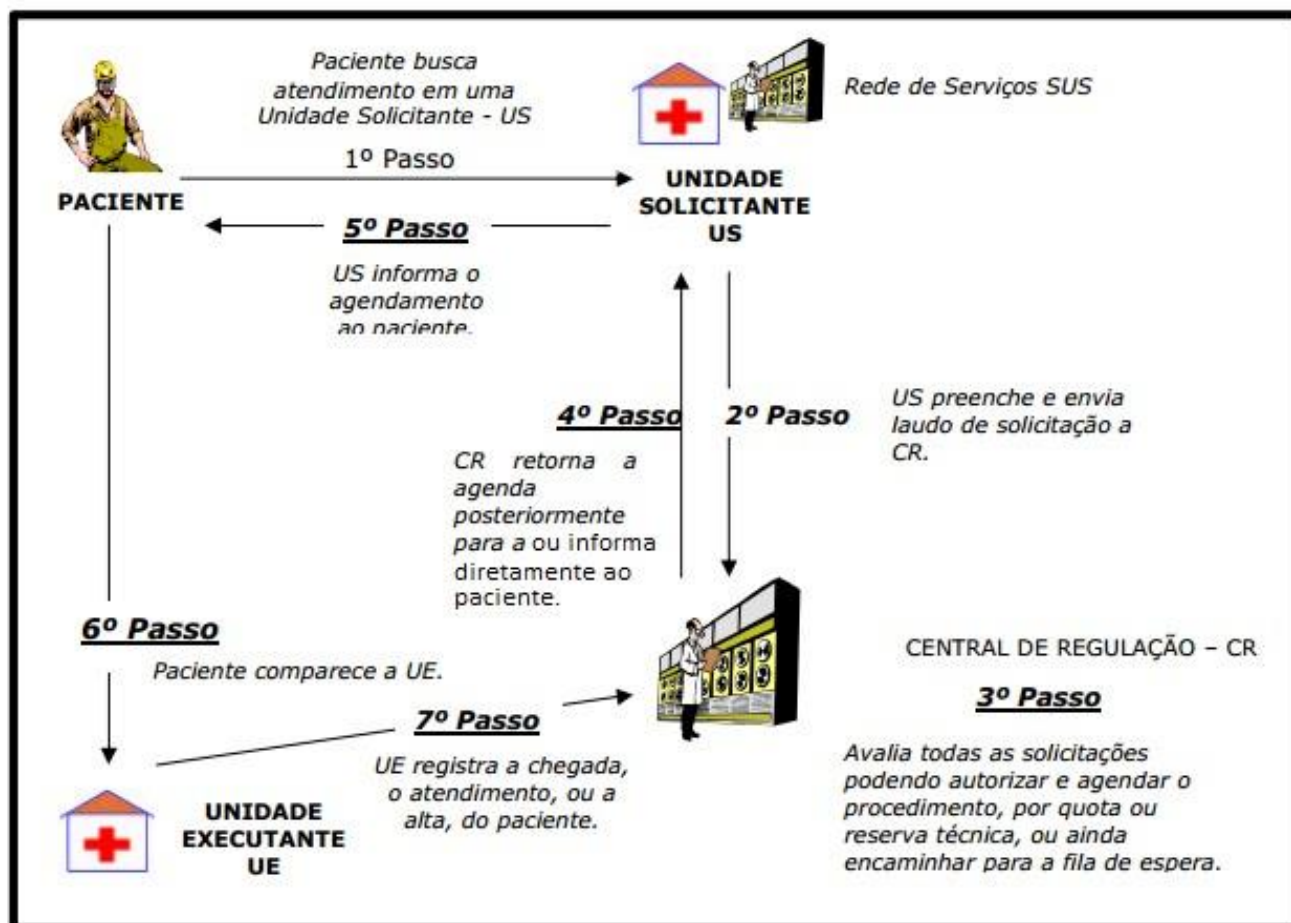 Paciente busca
atendimento em uma
Unidade Solicitante - US
1º Passo
Rede de Serviços SUS
PACIENTE
UNIDADE
SOLICITANTE
US
5º Passo
US informa o
agendamento
ao paciente.
4º Passo
2º Passo
US preenche e envia
laudo de solicitação a
CR.
CR retorna a
agenda
posteriormente
para a ou informa
diretamente ao
paciente.
6º Passo
Paciente comparece a UE.
CENTRAL DE REGULAÇÃO – CR
3º Passo
Avalia todas as solicitações
podendo autorizar e agendar o
procedimento, por quota ou
reserva técnica, ou ainda
encaminhar para a fila de espera.
7º Passo
UE registra a chegada,
o atendimento, ou a
alta, do paciente.
UNIDADE
EXECUTANTE
UE